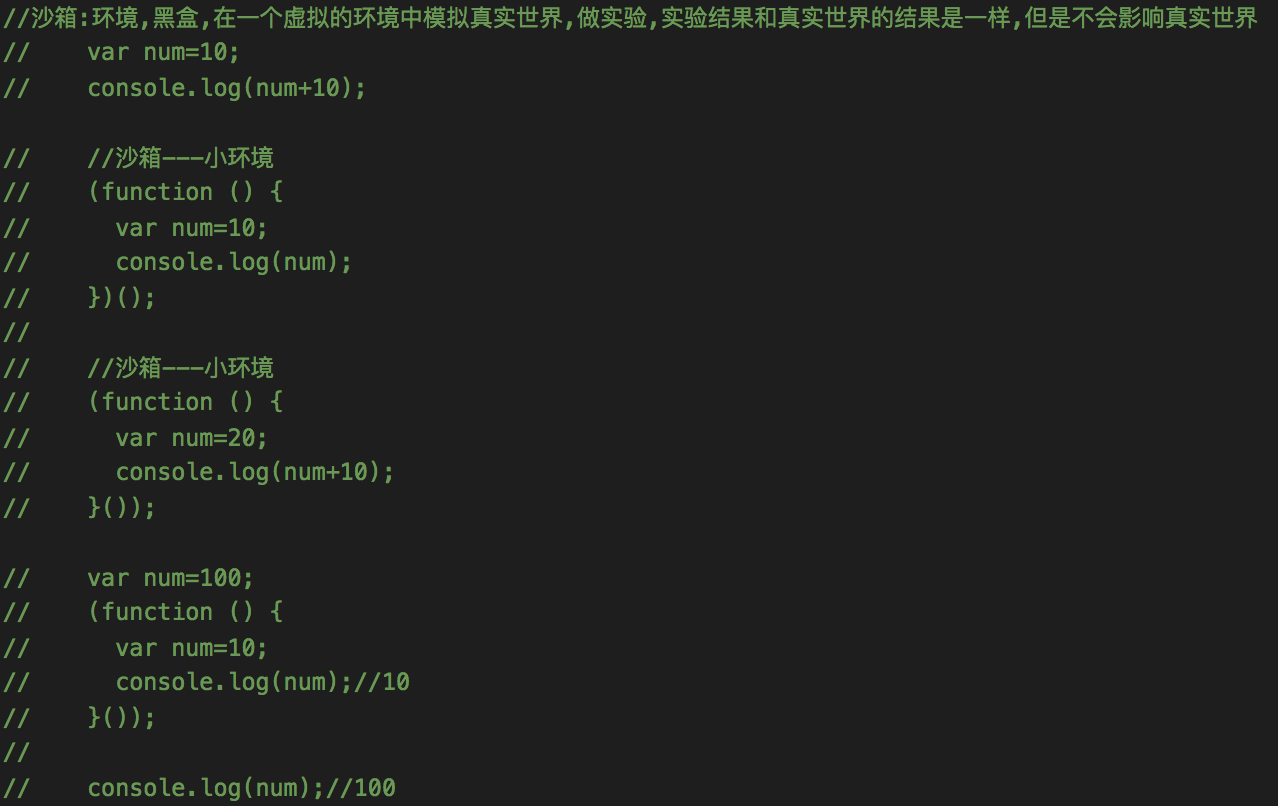 //沙箱:环境,黑盒,在一个虚拟的环境中模拟真实世界,做实验,实验结果和真实世界的结果是一样,但是不会影响真实世界
//    var num=10;
//    console.log(num+10);
//    //沙箱---小环境
//    (function () {
//      var num=10;
//      console.log(num);
//    })();
//
//    //沙箱---小环境
//    (function () {
//      var num=20;
//      console.log(num+10);
//    }());
//    var num=100;
//    (function () {
//      var num=10;
//      console.log(num);//10
//    }());
//
//    console.log(num);//100